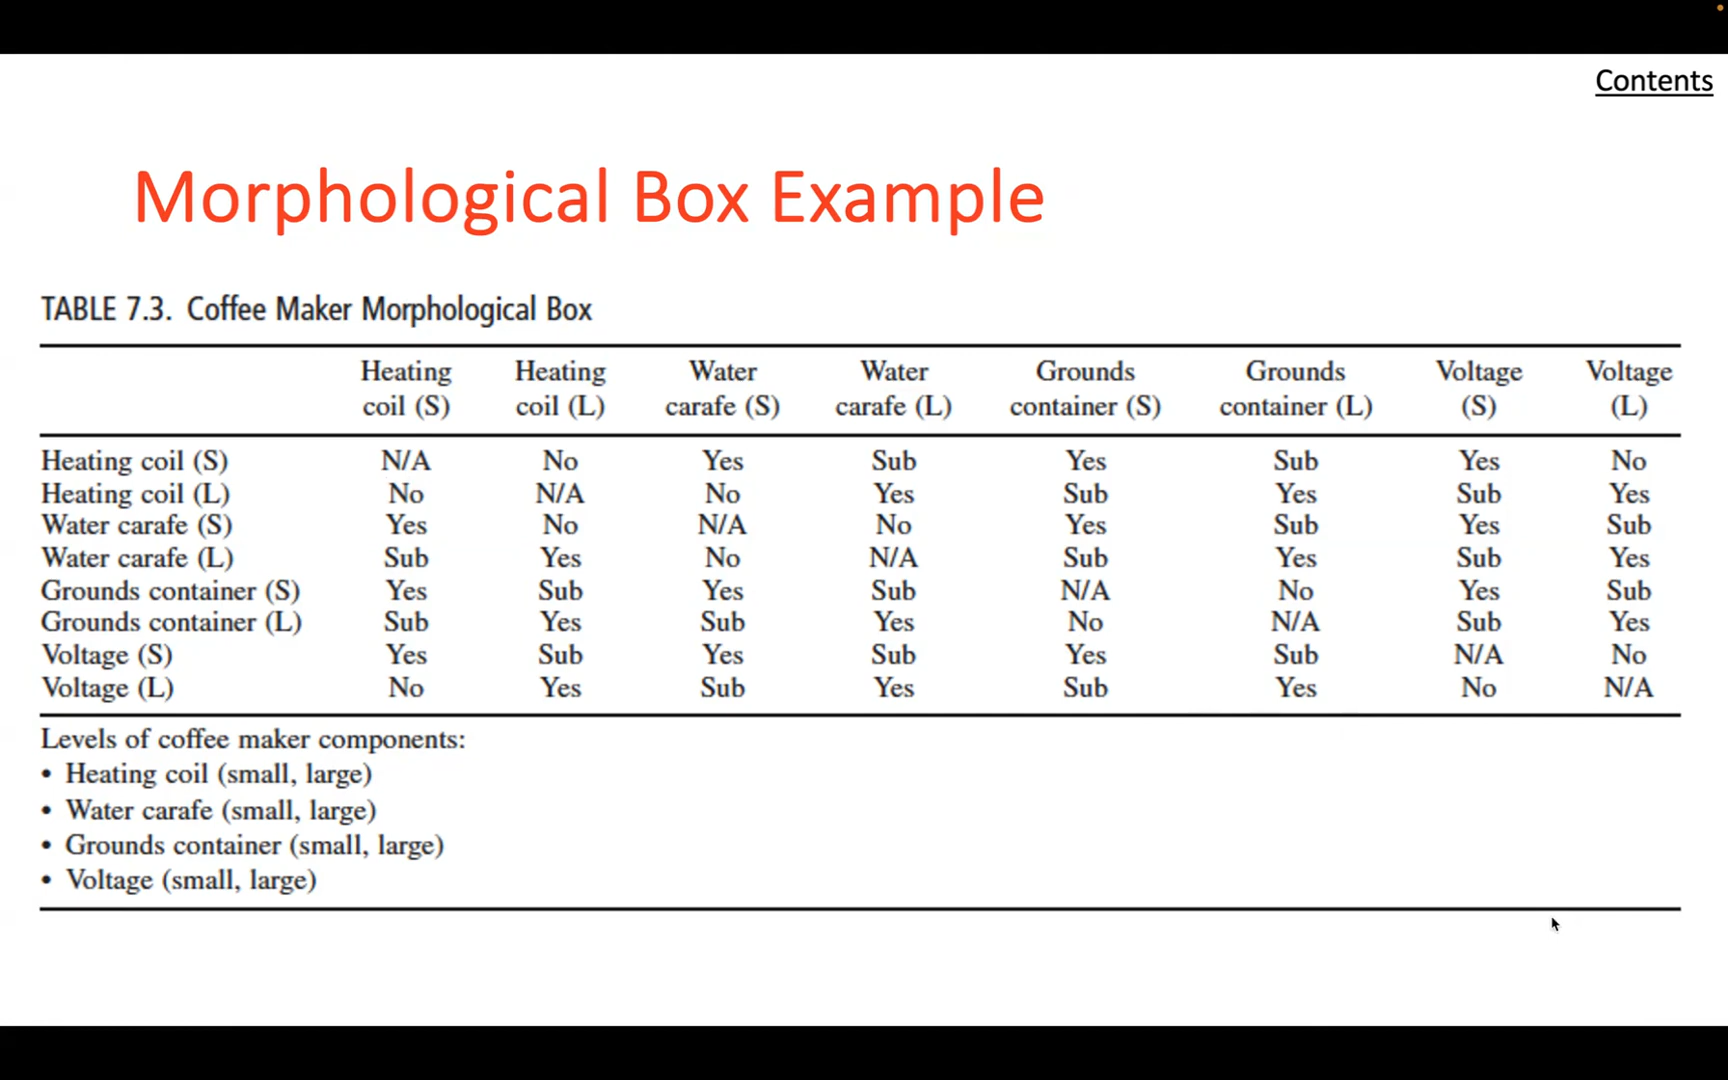 Contents
Morphological Box Example
TABLE 7.3. Coffee Maker Morphological Box
Heating coil (S) Heating coil (L) Water carafe (S) Water carafe (L) Grounds container (S) Grounds container (L) Voltage (S) Voltage (L)
Heating coil (S) N/A No Yes Sub Yes Sub Yes No
Heating coil (L) No N/A No Yes Sub Yes Sub Yes
Water carafe (S) Yes No N/A No Yes Sub Yes Sub
Water carafe (L) Sub Yes No N/A Sub Yes Sub Yes
Grounds container (S) Yes Sub Yes Sub N/A No Yes Sub
Grounds container (L) Sub Yes Sub Yes No N/A Sub Yes
Voltage (S) Yes Sub Yes Sub Yes Sub N/A No
Voltage (L) No Yes Sub Yes Sub Yes No N/A
Levels of coffee maker components:
• Heating coil (small, large)
• Water carafe (small, large)
• Grounds container (small, large)
• Voltage (small, large)